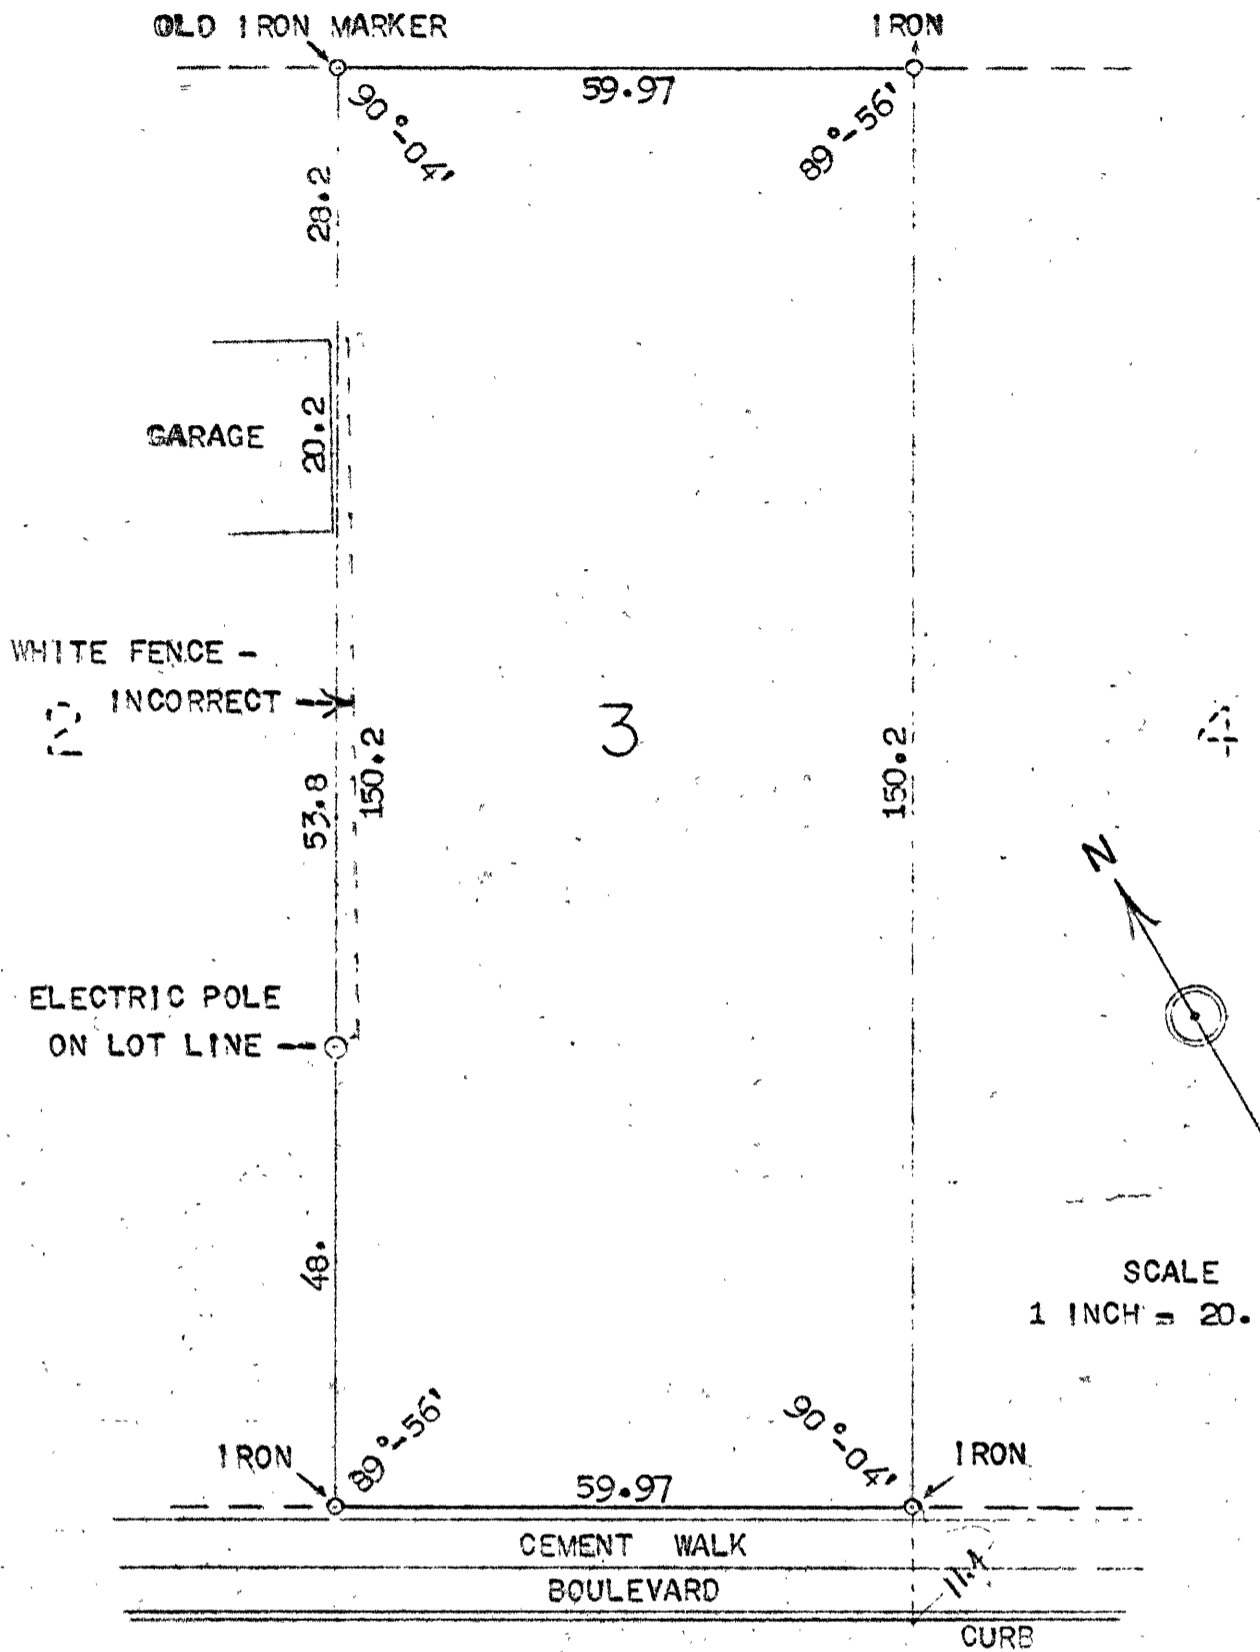 OLD IRON MARKER
IRON
59.97
90°-04'
89°-56'
28.2
GARAGE
20.2
WHITE FENCE -
INCORRECT
2
3
4
53.8
150.2
150.2
N
ELECTRIC POLE
ON LOT LINE
48.
SCALE
1 INCH = 20.
IRON
89°-56'
90°-04'
IRON
59.97
CEMENT WALK
11.4
BOULEVARD
CURB